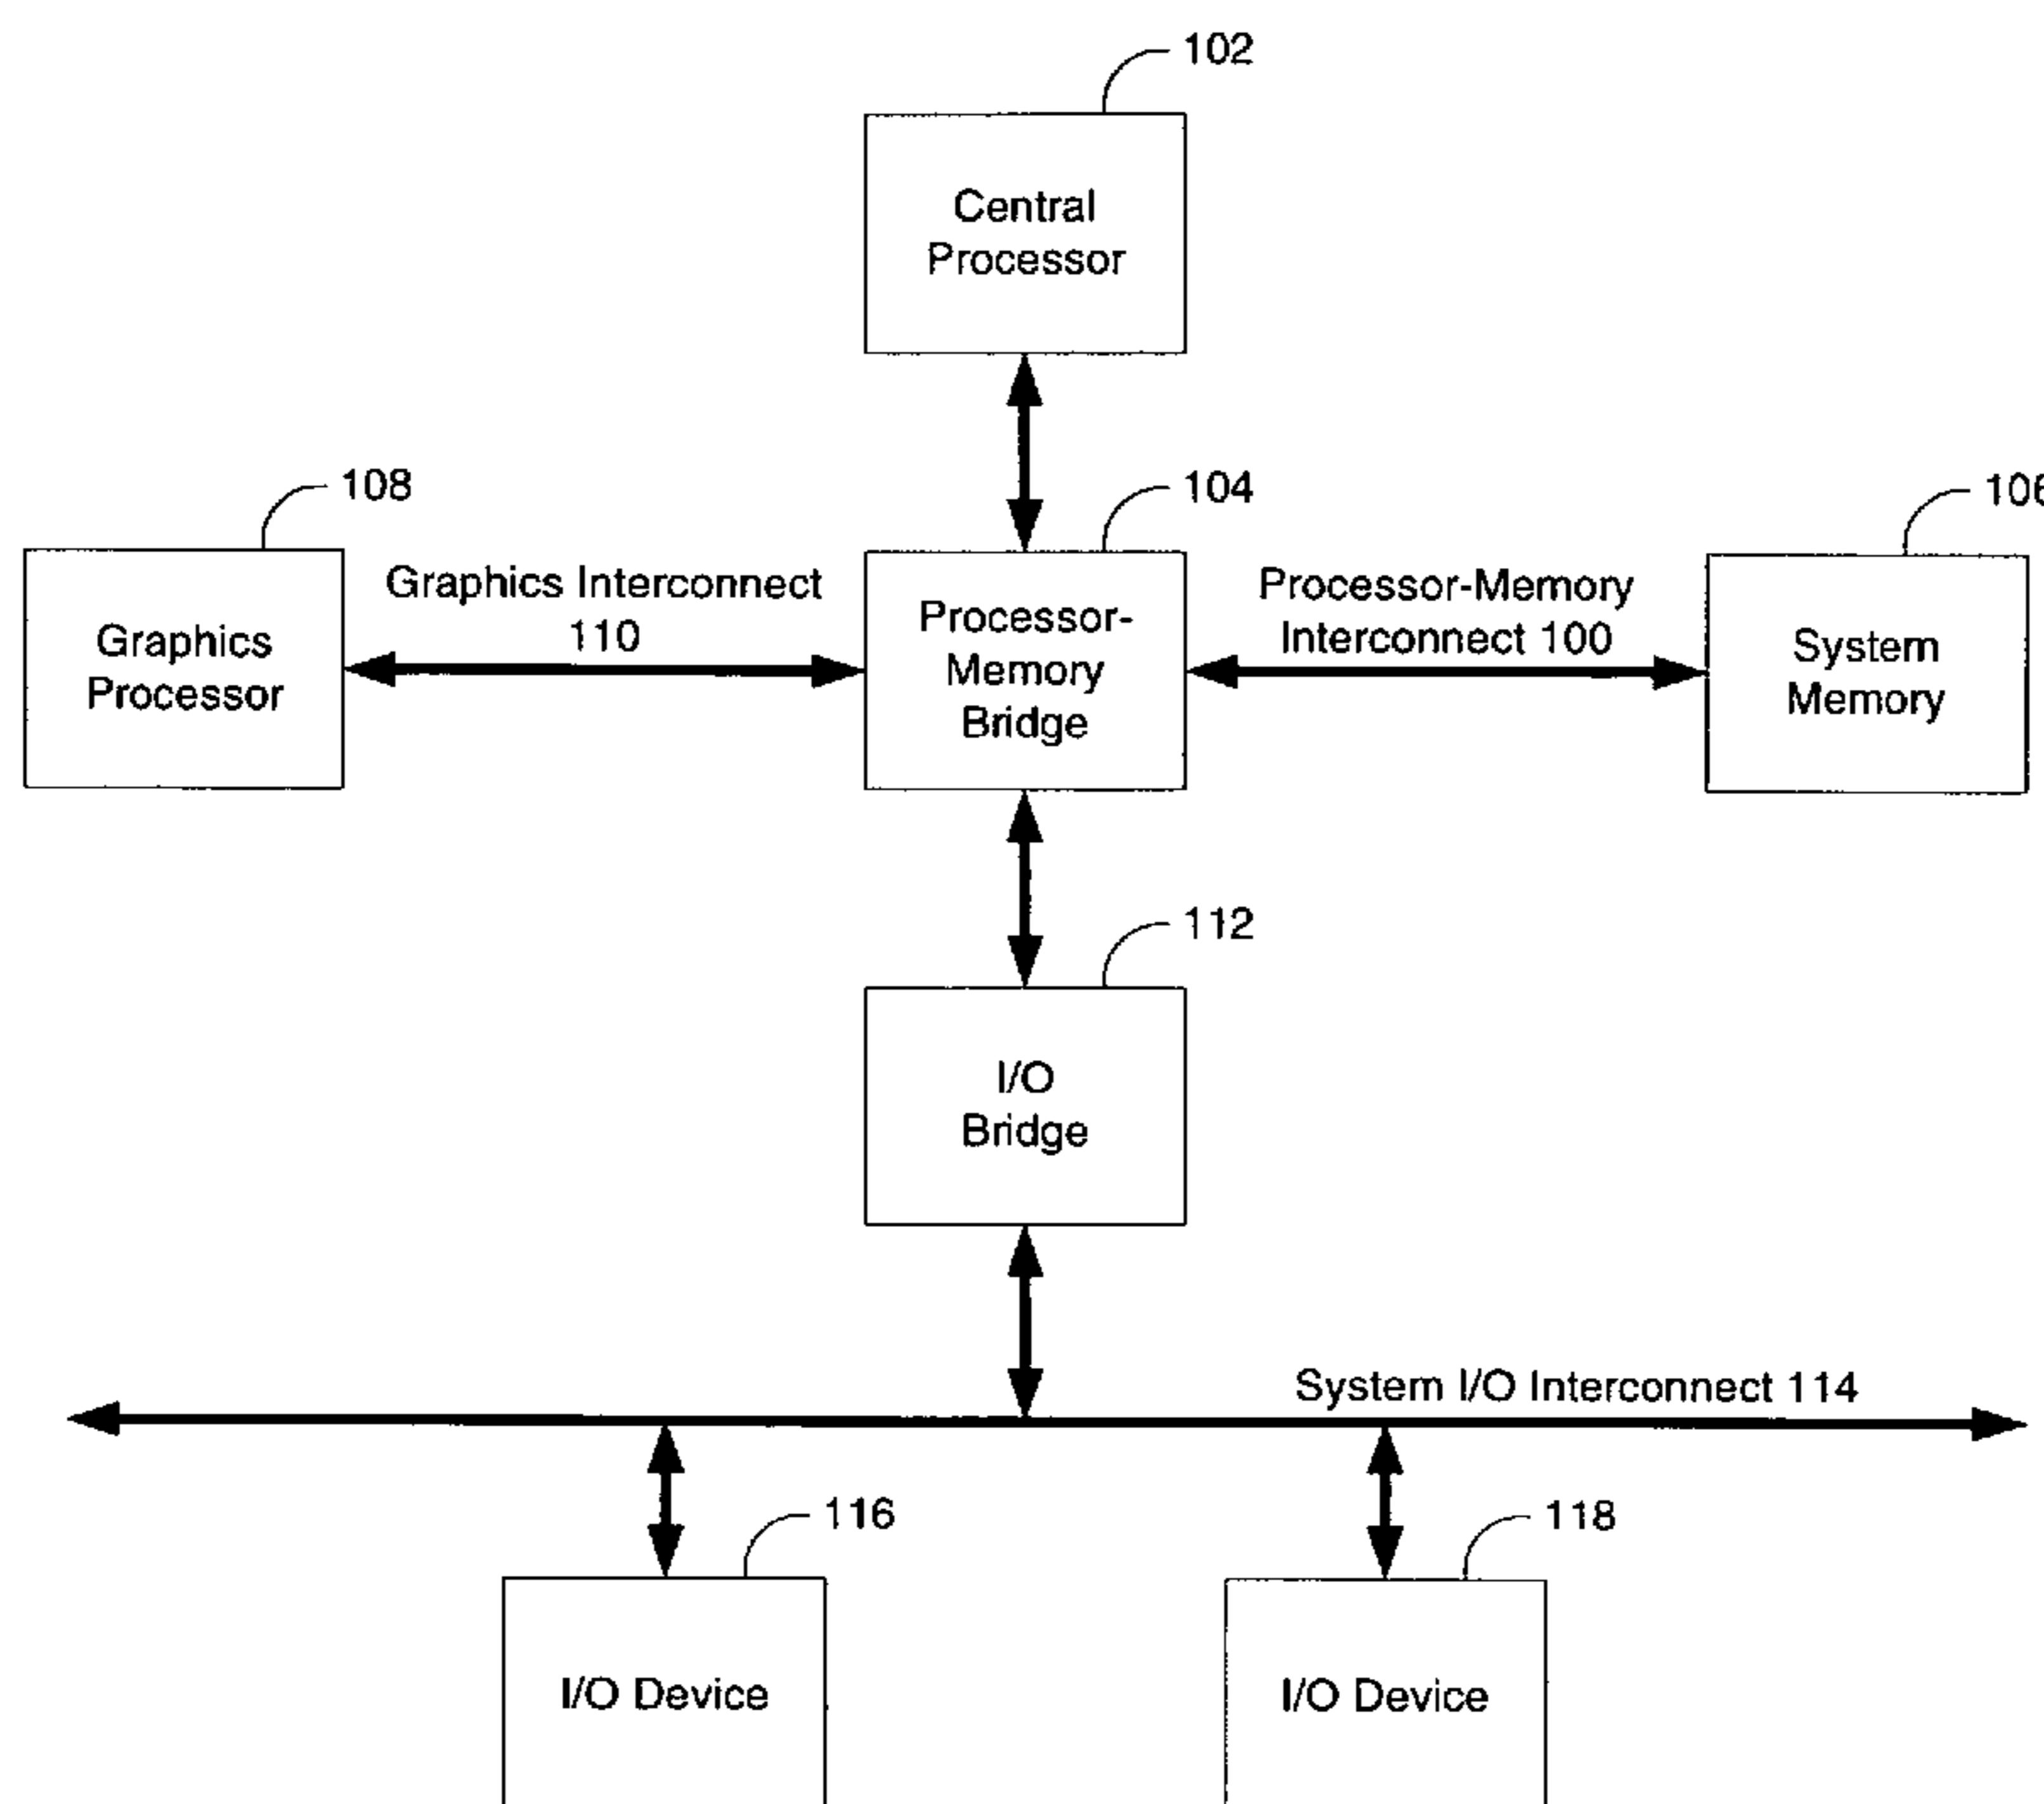 102
Central
Processor
108
104
106
Graphics Interconnect
110
Processor-Memory
Interconnect 100
Graphics
Processor
Processor-
Memory
Bridge
System
Memory
112
I/O
Bridge
System I/O Interconnect 114
116
118
I/O Device
I/O Device